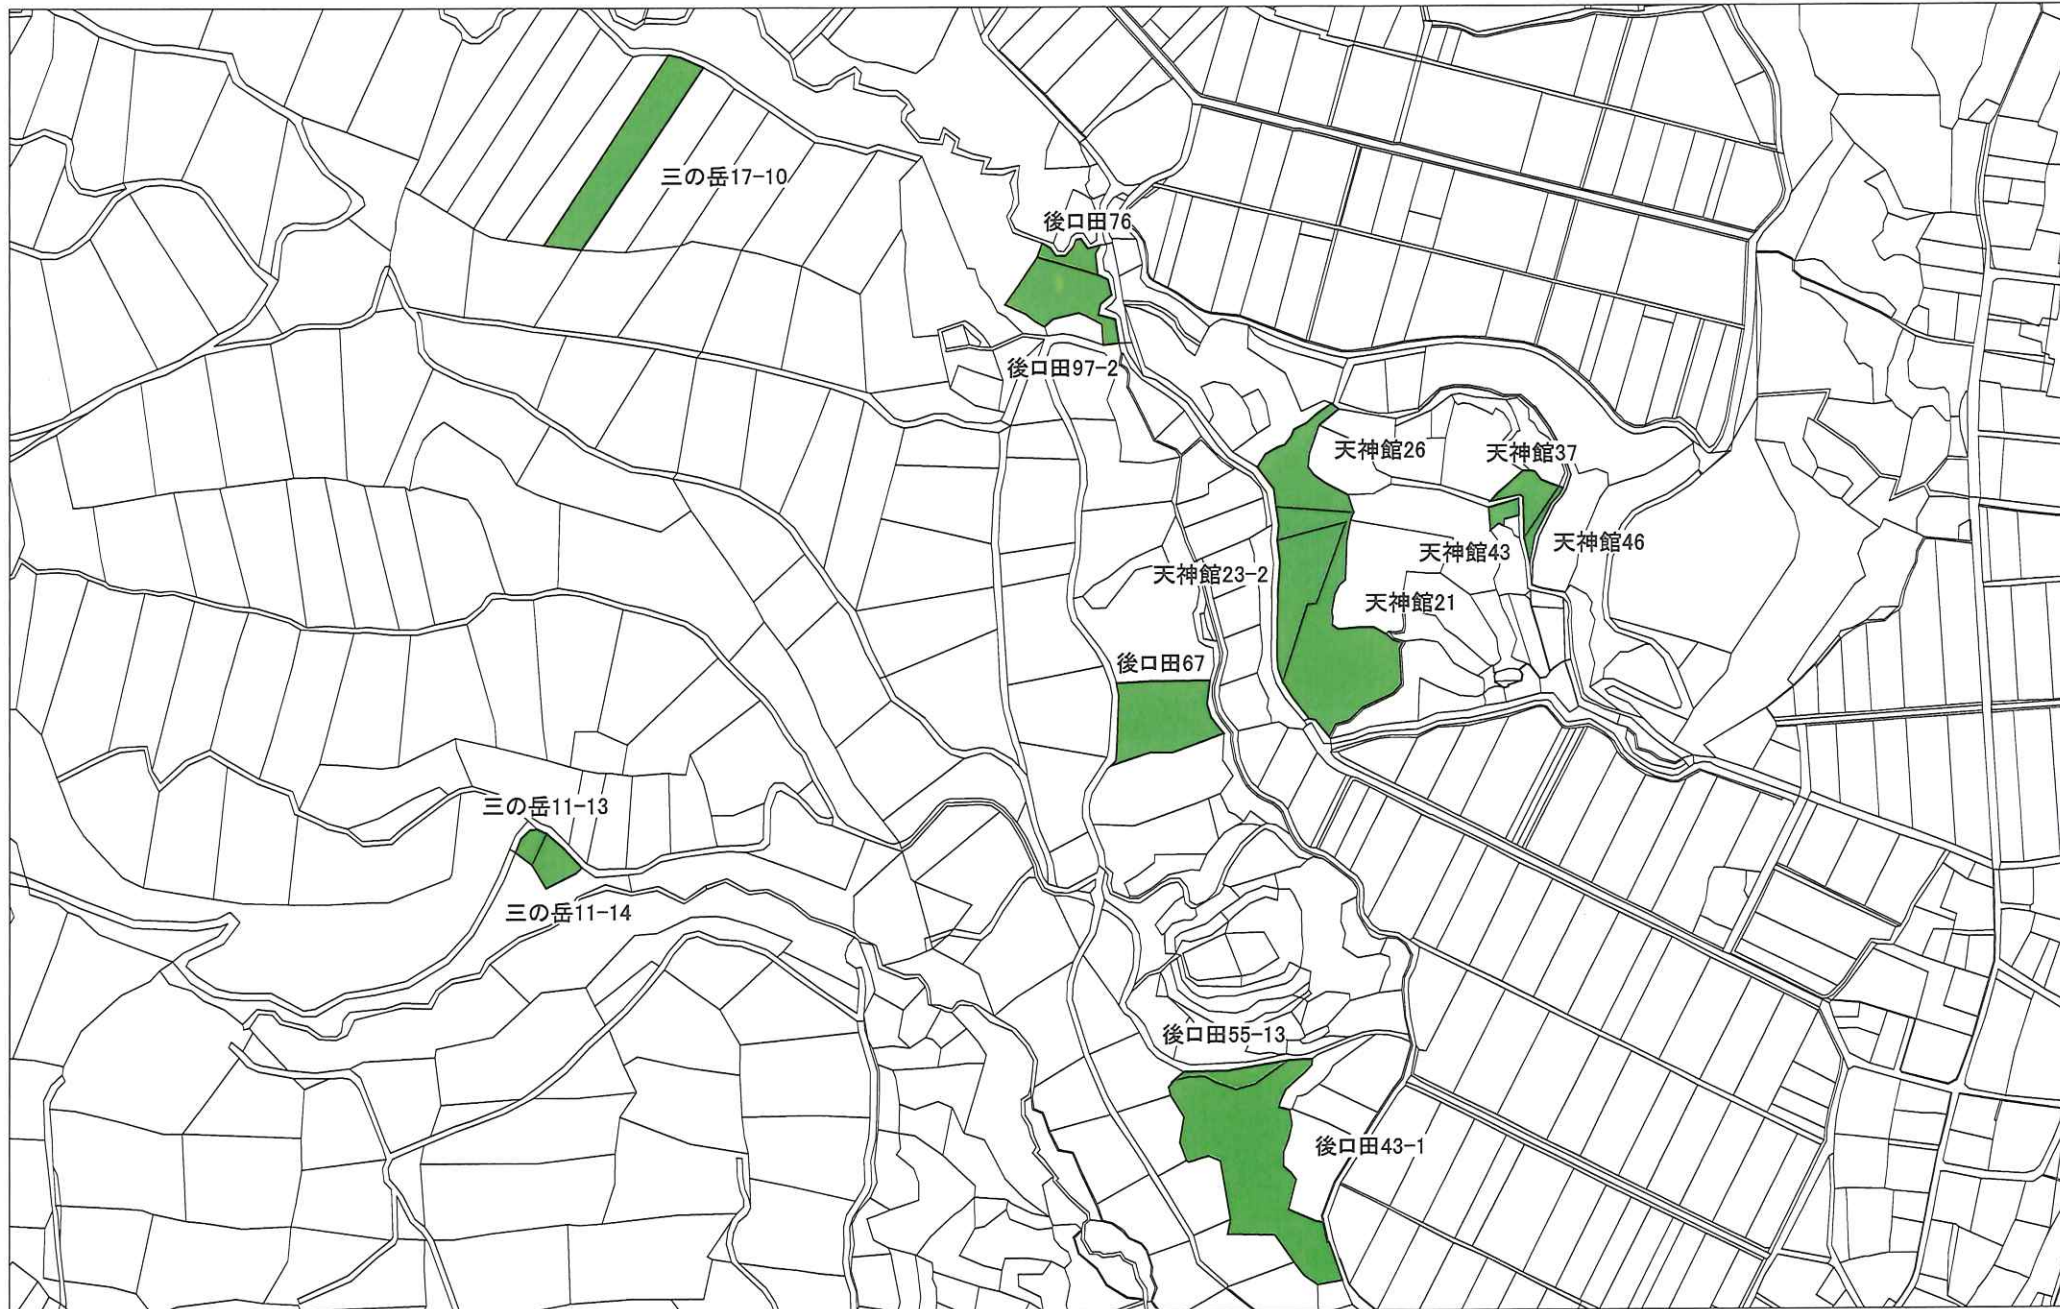 三の岳17-10
後口田76
後口田97-2
天神館26
天神館37
天神館43
天神館46
天神館23-2
天神館21
後口田67
三の岳11-13
三の岳11-14
後口田55-13
後口田43-1